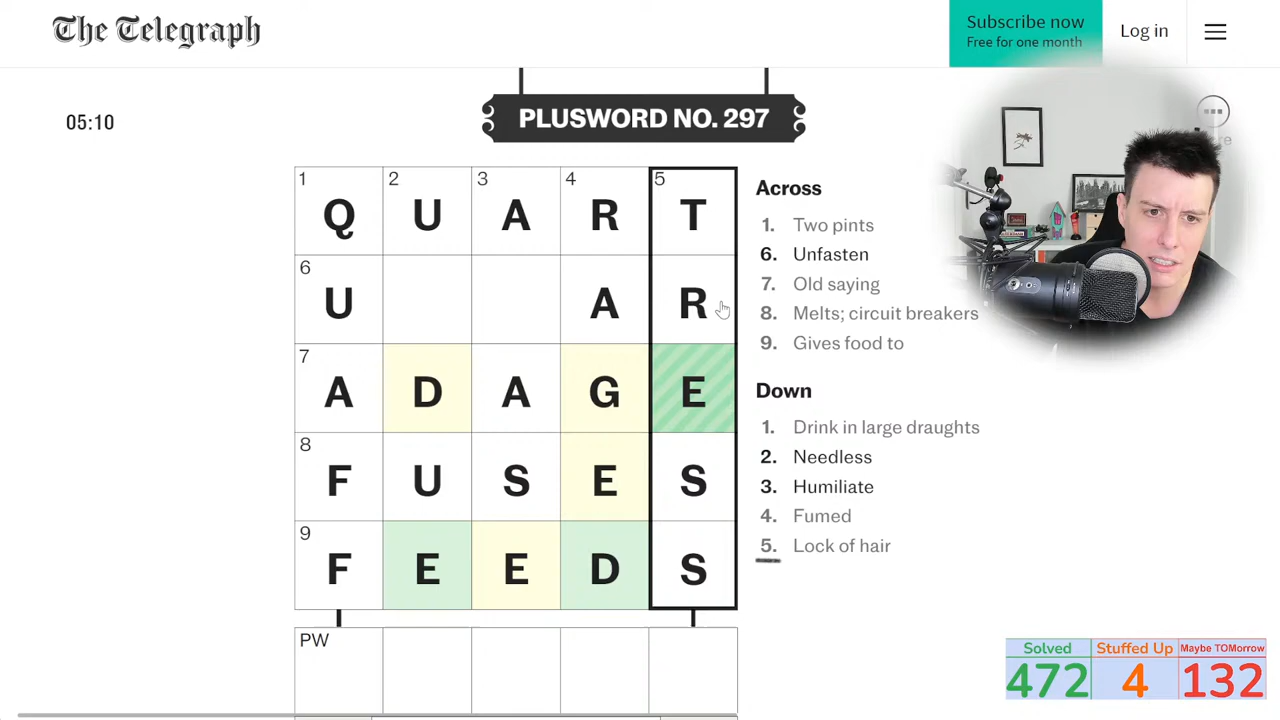 The Telegraph
Subscribe now
Free for one month
Log in
PLUSWORD NO. 297
05:10
1 Q 2 U 3 A 4 R 5 T
6 U A R
7 A D A G E
8 F U S E S
9 F E E D S
PW
Across
1. Two pints
6. Unfasten
7. Old saying
8. Melts; circuit breakers
9. Gives food to
Down
1. Drink in large draughts
2. Needless
3. Humiliate
4. Fumed
5. Lock of hair
Solved
472
Stuffed Up
4
Maybe TOMorrow
132